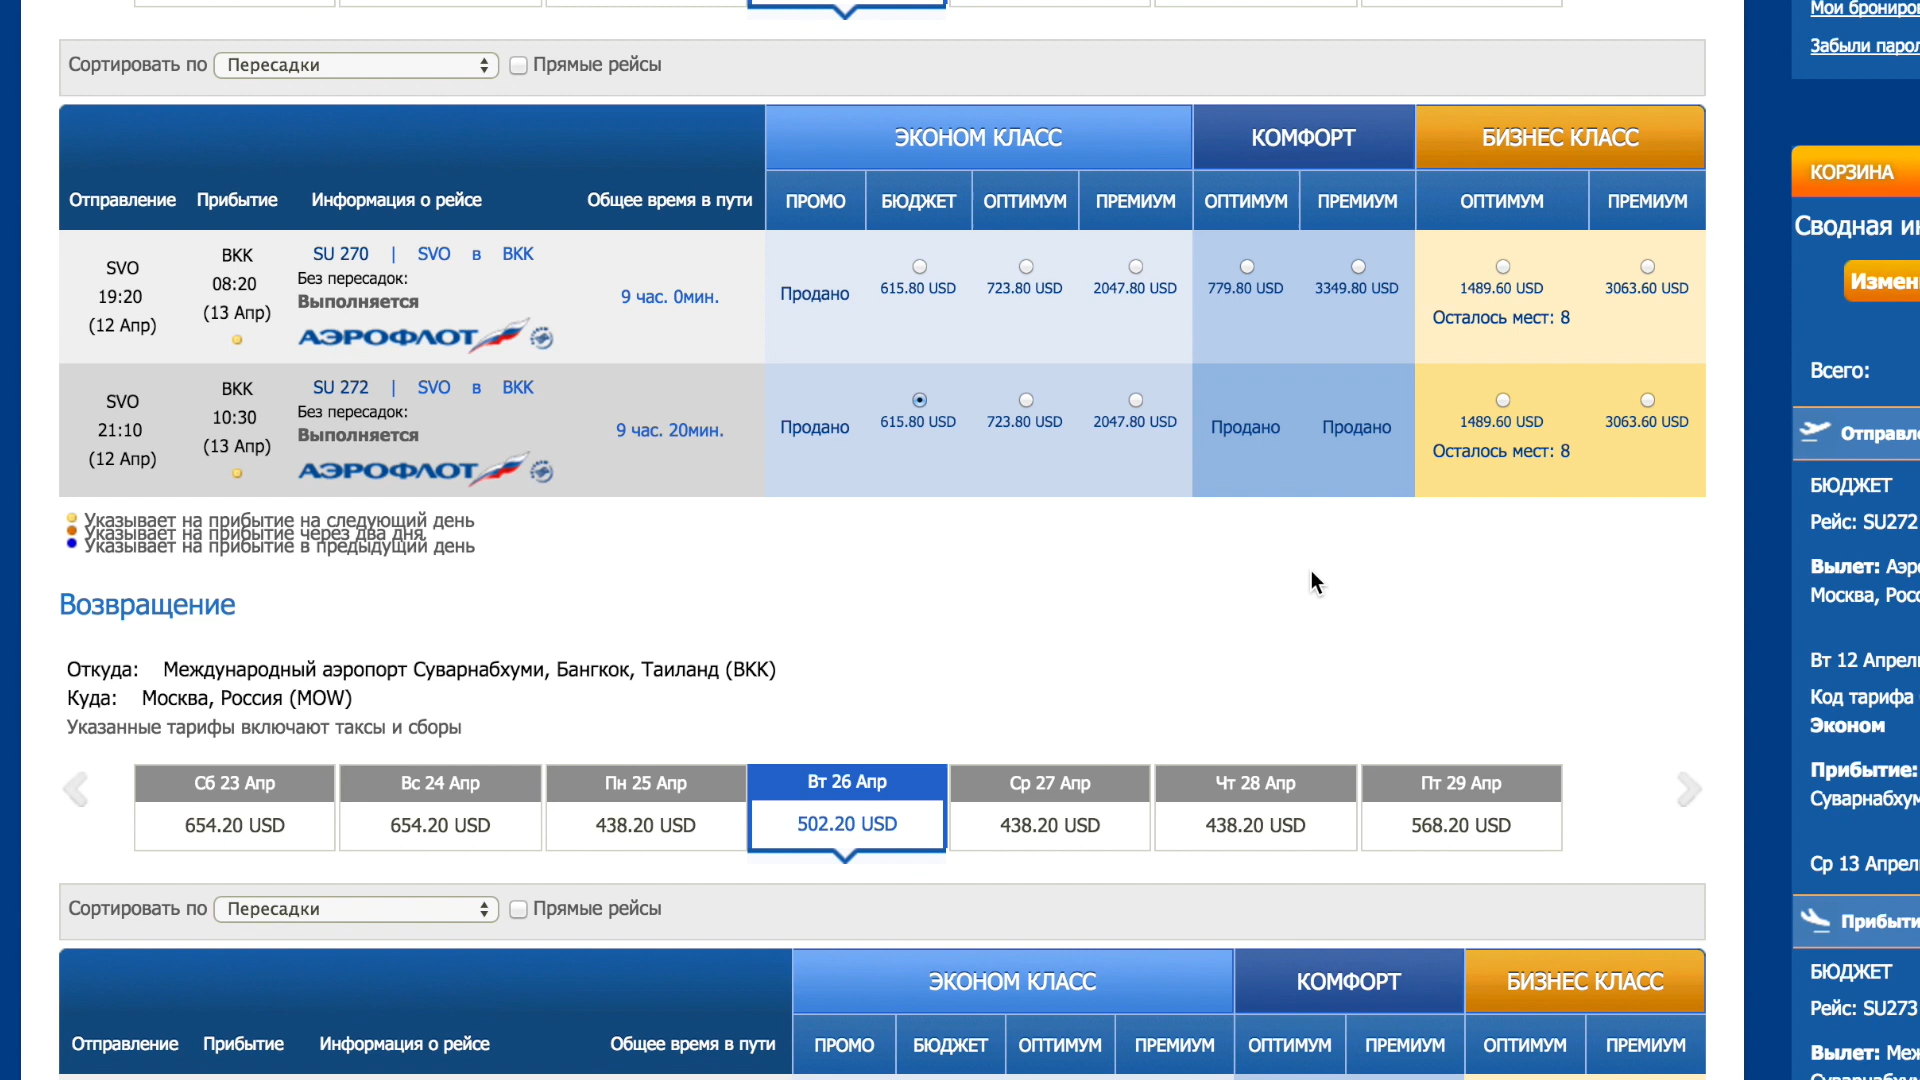 Мои брониров
Забыли парол
Сортировать по Пересадки Прямые рейсы
ЭКОНОМ КЛАСС КОМФОРТ БИЗНЕС КЛАСС
Отправление Прибытие Информация о рейсе Общее время в пути ПРОМО БЮДЖЕТ ОПТИМУМ ПРЕМИУМ ОПТИМУМ ПРЕМИУМ ОПТИМУМ ПРЕМИУМ
SVO
19:20
(12 Апр)
BKK
08:20
(13 Апр)
SU 270 | SVO в BKK
Без пересадок:
Выполняется
АЭРОФЛОТ
9 час. 0мин.
Продано
615.80 USD
723.80 USD
2047.80 USD
779.80 USD
3349.80 USD
1489.60 USD
Осталось мест: 8
3063.60 USD
SVO
21:10
(12 Апр)
BKK
10:30
(13 Апр)
SU 272 | SVO в BKK
Без пересадок:
Выполняется
АЭРОФЛОТ
9 час. 20мин.
Продано
615.80 USD
723.80 USD
2047.80 USD
Продано
Продано
1489.60 USD
Осталось мест: 8
3063.60 USD
Указывает на прибытие на следующий день
Указывает на прибытие через два дня
Указывает на прибытие в предыдущий день
Возвращение
Откуда: Международный аэропорт Суварнабхуми, Бангкок, Таиланд (BKK)
Куда: Москва, Россия (MOW)
Указанные тарифы включают таксы и сборы
Сб 23 Апр Вс 24 Апр Пн 25 Апр Вт 26 Апр Ср 27 Апр Чт 28 Апр Пт 29 Апр
654.20 USD 654.20 USD 438.20 USD 502.20 USD 438.20 USD 438.20 USD 568.20 USD
Сортировать по Пересадки Прямые рейсы
ЭКОНОМ КЛАСС КОМФОРТ БИЗНЕС КЛАСС
Отправление Прибытие Информация о рейсе Общее время в пути ПРОМО БЮДЖЕТ ОПТИМУМ ПРЕМИУМ ОПТИМУМ ПРЕМИУМ ОПТИМУМ ПРЕМИУМ
КОРЗИНА
Сводная ин
Измен
Всего:
Отправле
БЮДЖЕТ
Рейс: SU272
Вылет: Аэро
Москва, Росс
Вт 12 Апрел
Код тарифа
Эконом
Прибытие:
Суварнабхум
Ср 13 Апрел
Прибыти
БЮДЖЕТ
Рейс: SU273
Вылет: Меж